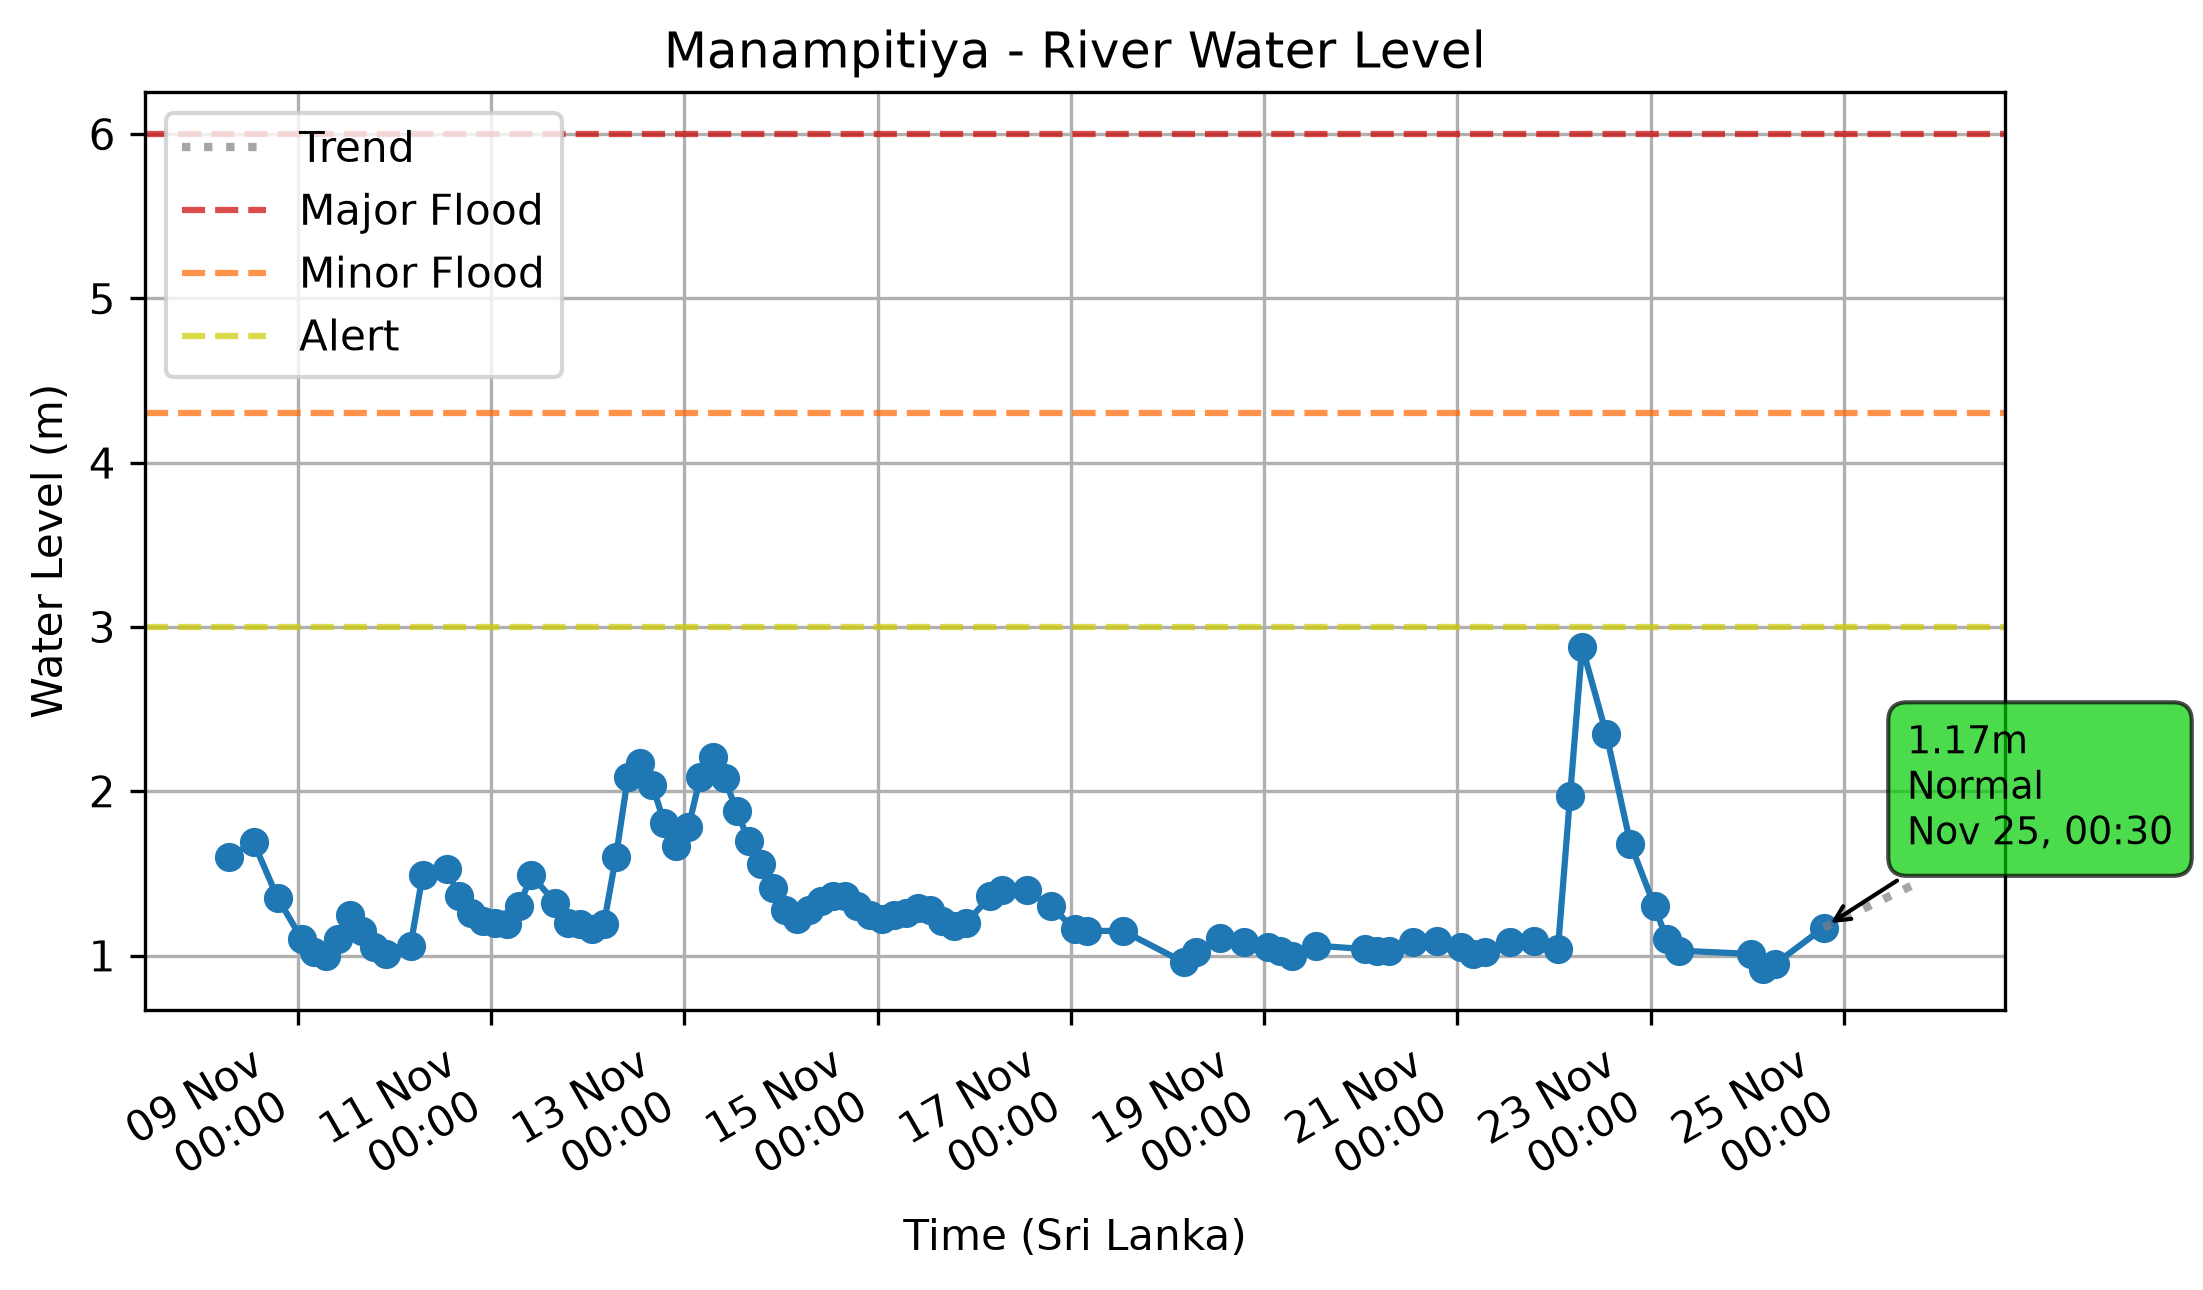 Manampitiya - River Water Level
Trend
Major Flood
Minor Flood
Alert
Water Level (m)
6
5
4
3
2
1
1.17m
Normal
Nov 25, 00:30
09 Nov
00:00
11 Nov
00:00
13 Nov
00:00
15 Nov
00:00
17 Nov
00:00
19 Nov
00:00
21 Nov
00:00
23 Nov
00:00
25 Nov
00:00
Time (Sri Lanka)